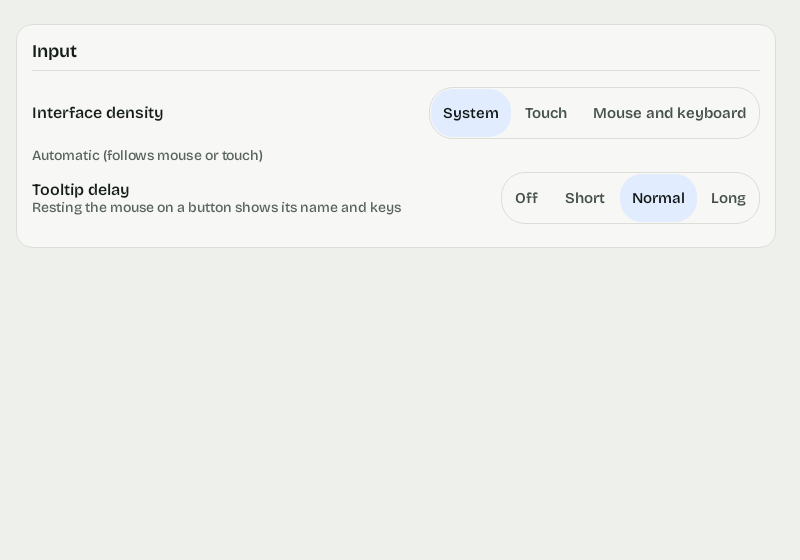 Input
Interface density
System Touch Mouse and keyboard
Automatic (follows mouse or touch)
Tooltip delay
Resting the mouse on a button shows its name and keys
Off Short Normal Long